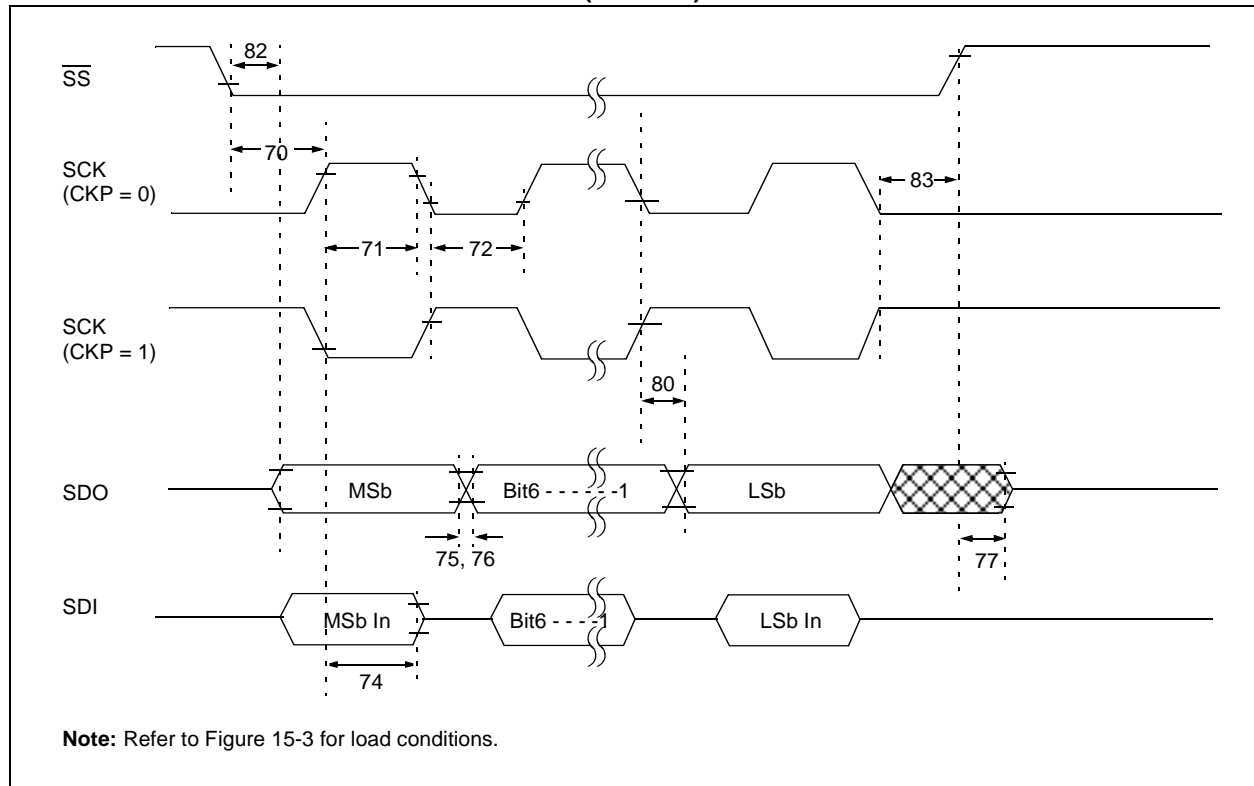 82
SS
70
SCK
(CKP = 0)
83
71
72
SCK
(CKP = 1)
80
SDO
MSb
Bit6 - - - - - -1
LSb
75, 76
77
SDI
MSb In
Bit6 - - - -1
LSb In
74
Note: Refer to Figure 15-3 for load conditions.